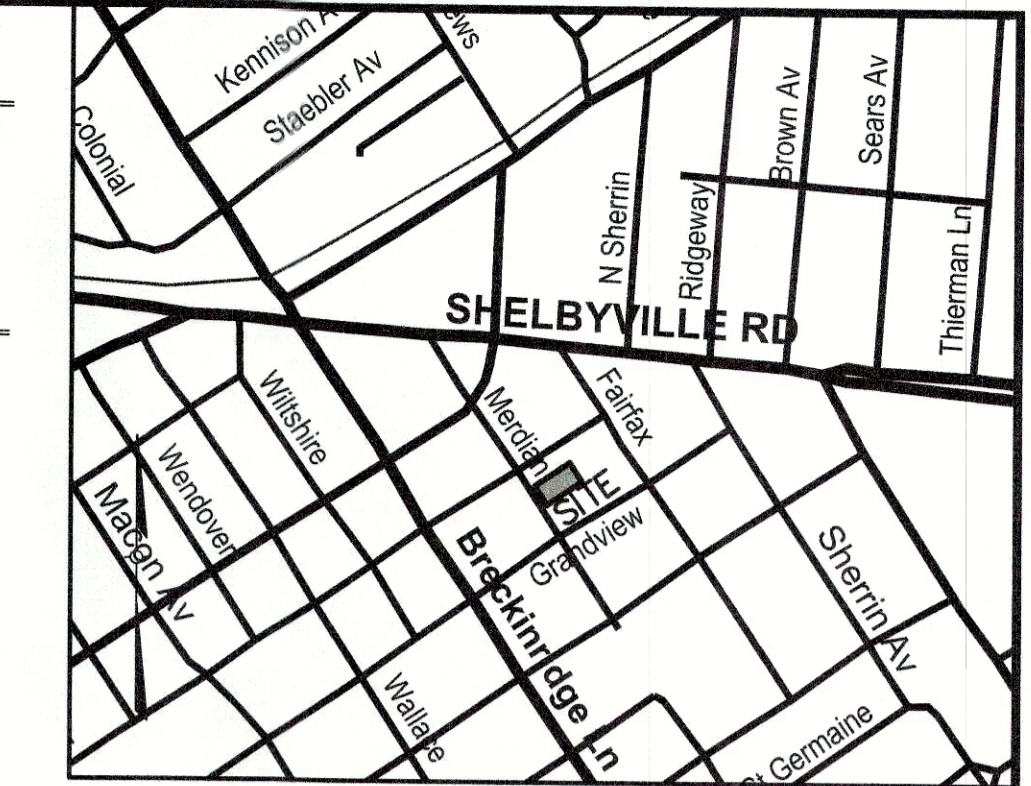 Kennison A
ews
Staebler Av
Colonial
Brown Av
Sears Av
N Sherrin
Ridgeway
Thierman Ln
SHELBYVILLE RD
Wiltshire
Merdian
Fairfax
Wendover
SITE
Macon Av
Grandview
Breckinridge Ln
Sherrin Av
Wallace
St Germaine